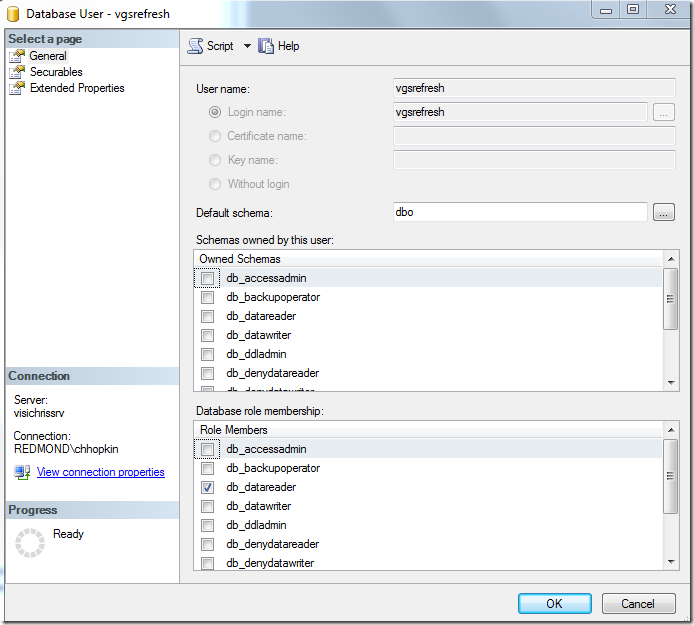 Database User - vgsrefresh
Select a page
General
Securables
Extended Properties
Script
Help
User name:
vgsrefresh
Login name:
vgsrefresh
...
Certificate name:
Key name:
Without login
Default schema:
dbo
...
Schemas owned by this user:
Owned Schemas
db_accessadmin
db_backupoperator
db_datareader
db_datawriter
db_ddladmin
db_denydatareader
db_denydatawriter
Database role membership:
Role Members
db_accessadmin
db_backupoperator
db_datareader
db_datawriter
db_ddladmin
db_denydatareader
db_denydatawriter
Connection
Server:
visichrissrv
Connection:
REDMOND\chhopkin
View connection properties
Progress
Ready
OK
Cancel